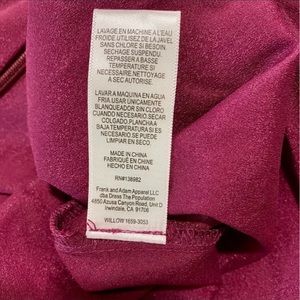 LAVAGE EN MACHINE A L'EAU
FROIDE.UTILISEZ DE LA JAVEL
SANS CHLORE SI BESOIN
SECHAGE SUSPENDU.
REPASSER A BASSE
TEMPERATURE SI
NECESSAIRE.NETTOYAGE
A SEC AUTORISE.
LAVAR A MAQUINA EN AGUA
FRIA USAR UNICAMENTE
BLANQUEADOR SIN CLORO
CUANDO NECESARIO. SECAR
COLGADO.PLANCHA A
BAJA TEMPERATURA SI ES
NECESARIO.SE PUEDE
LIMPIAR EN SECO
MADE IN CHINA
FABRIQUÉ EN CHINE
HECHO EN CHINA
RN#138982
Frank and Adam Apparel LLC
dba Dress The Population
4850 Azusa Canyon Road, Unit D
Irwindale, CA 91706
WILLOW 1659-3053